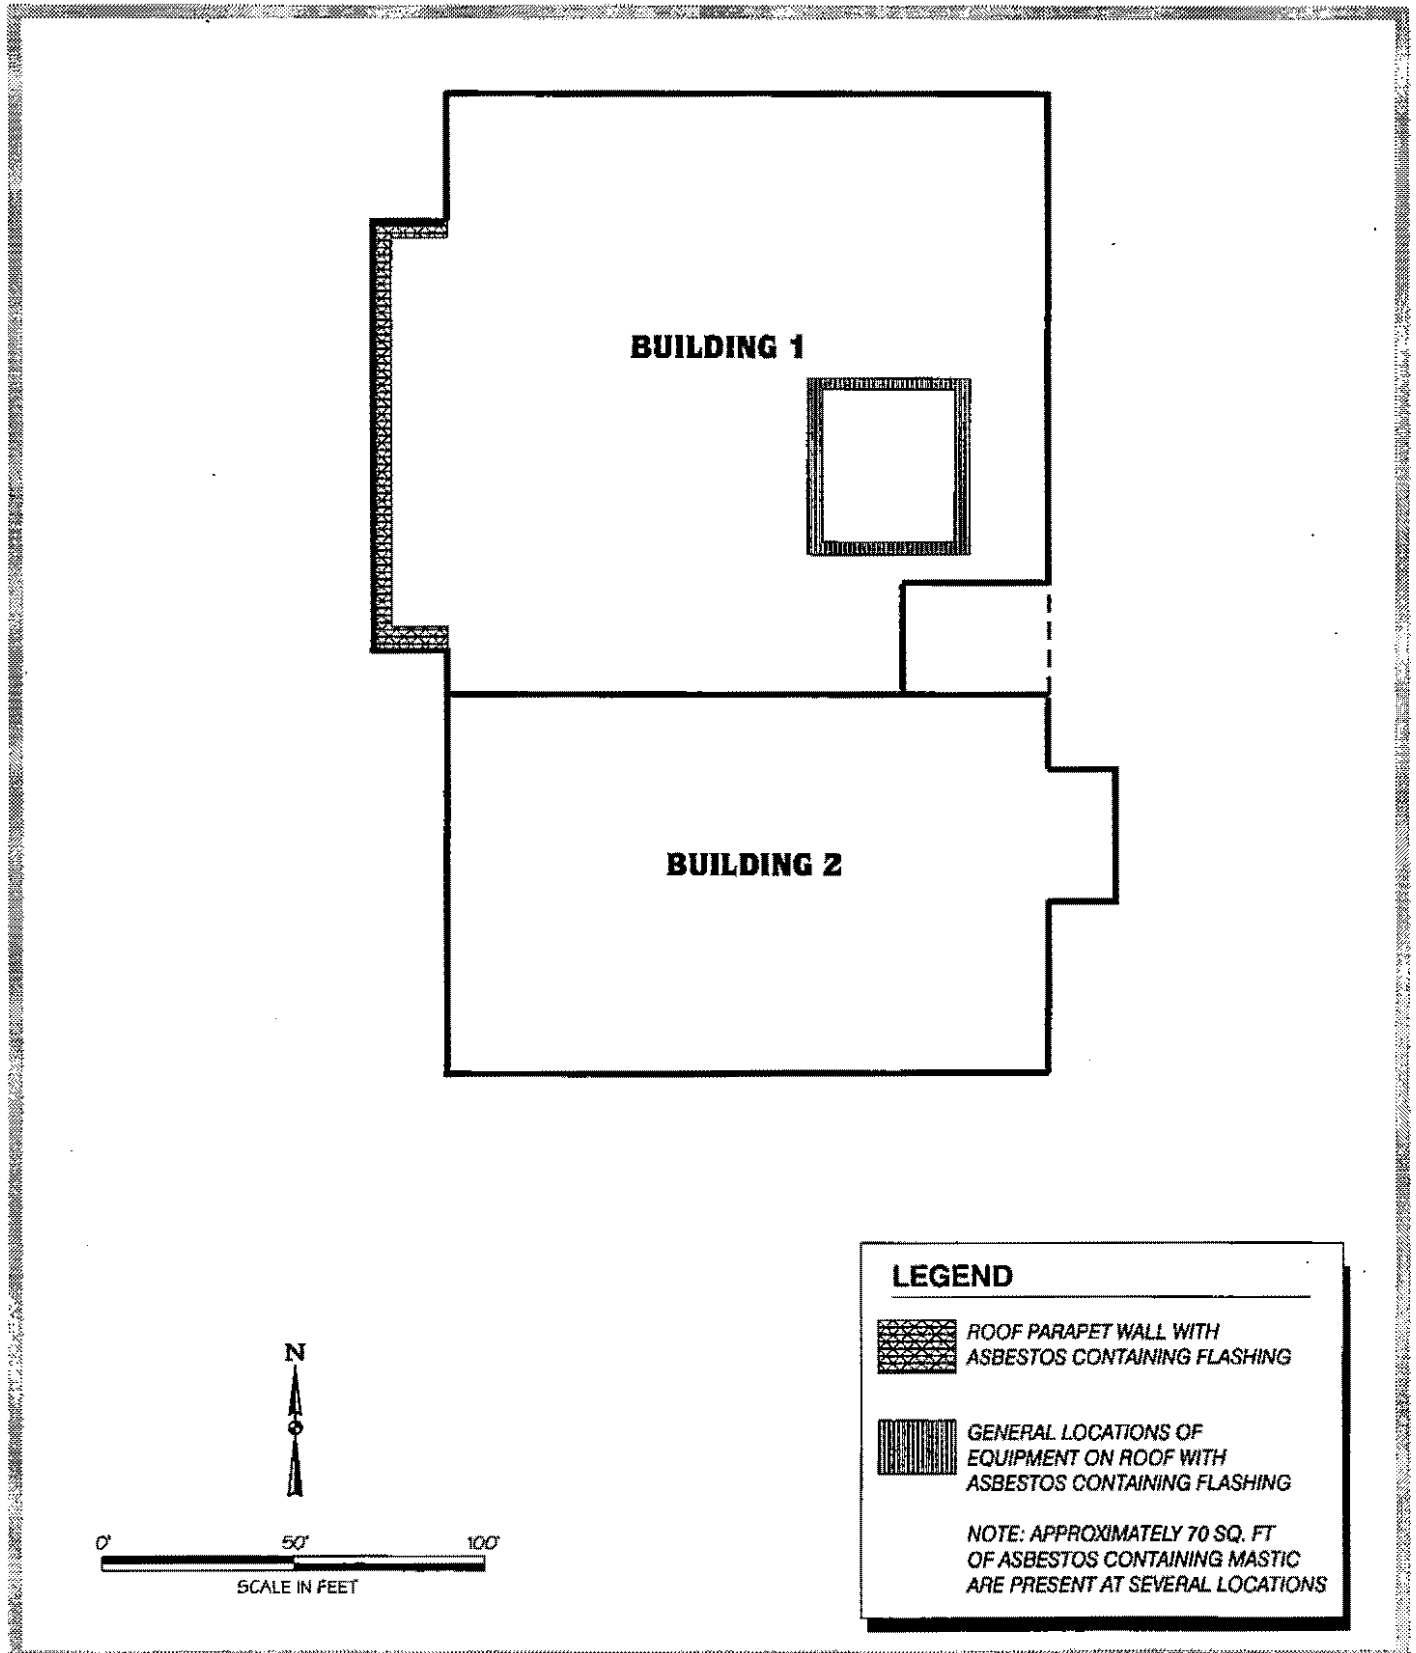 BUILDING 1
BUILDING 2
N
0' 50' 100'
SCALE IN FEET
LEGEND
ROOF PARAPET WALL WITH
ASBESTOS CONTAINING FLASHING
GENERAL LOCATIONS OF
EQUIPMENT ON ROOF WITH
ASBESTOS CONTAINING FLASHING
NOTE: APPROXIMATELY 70 SQ. FT
OF ASBESTOS CONTAINING MASTIC
ARE PRESENT AT SEVERAL LOCATIONS